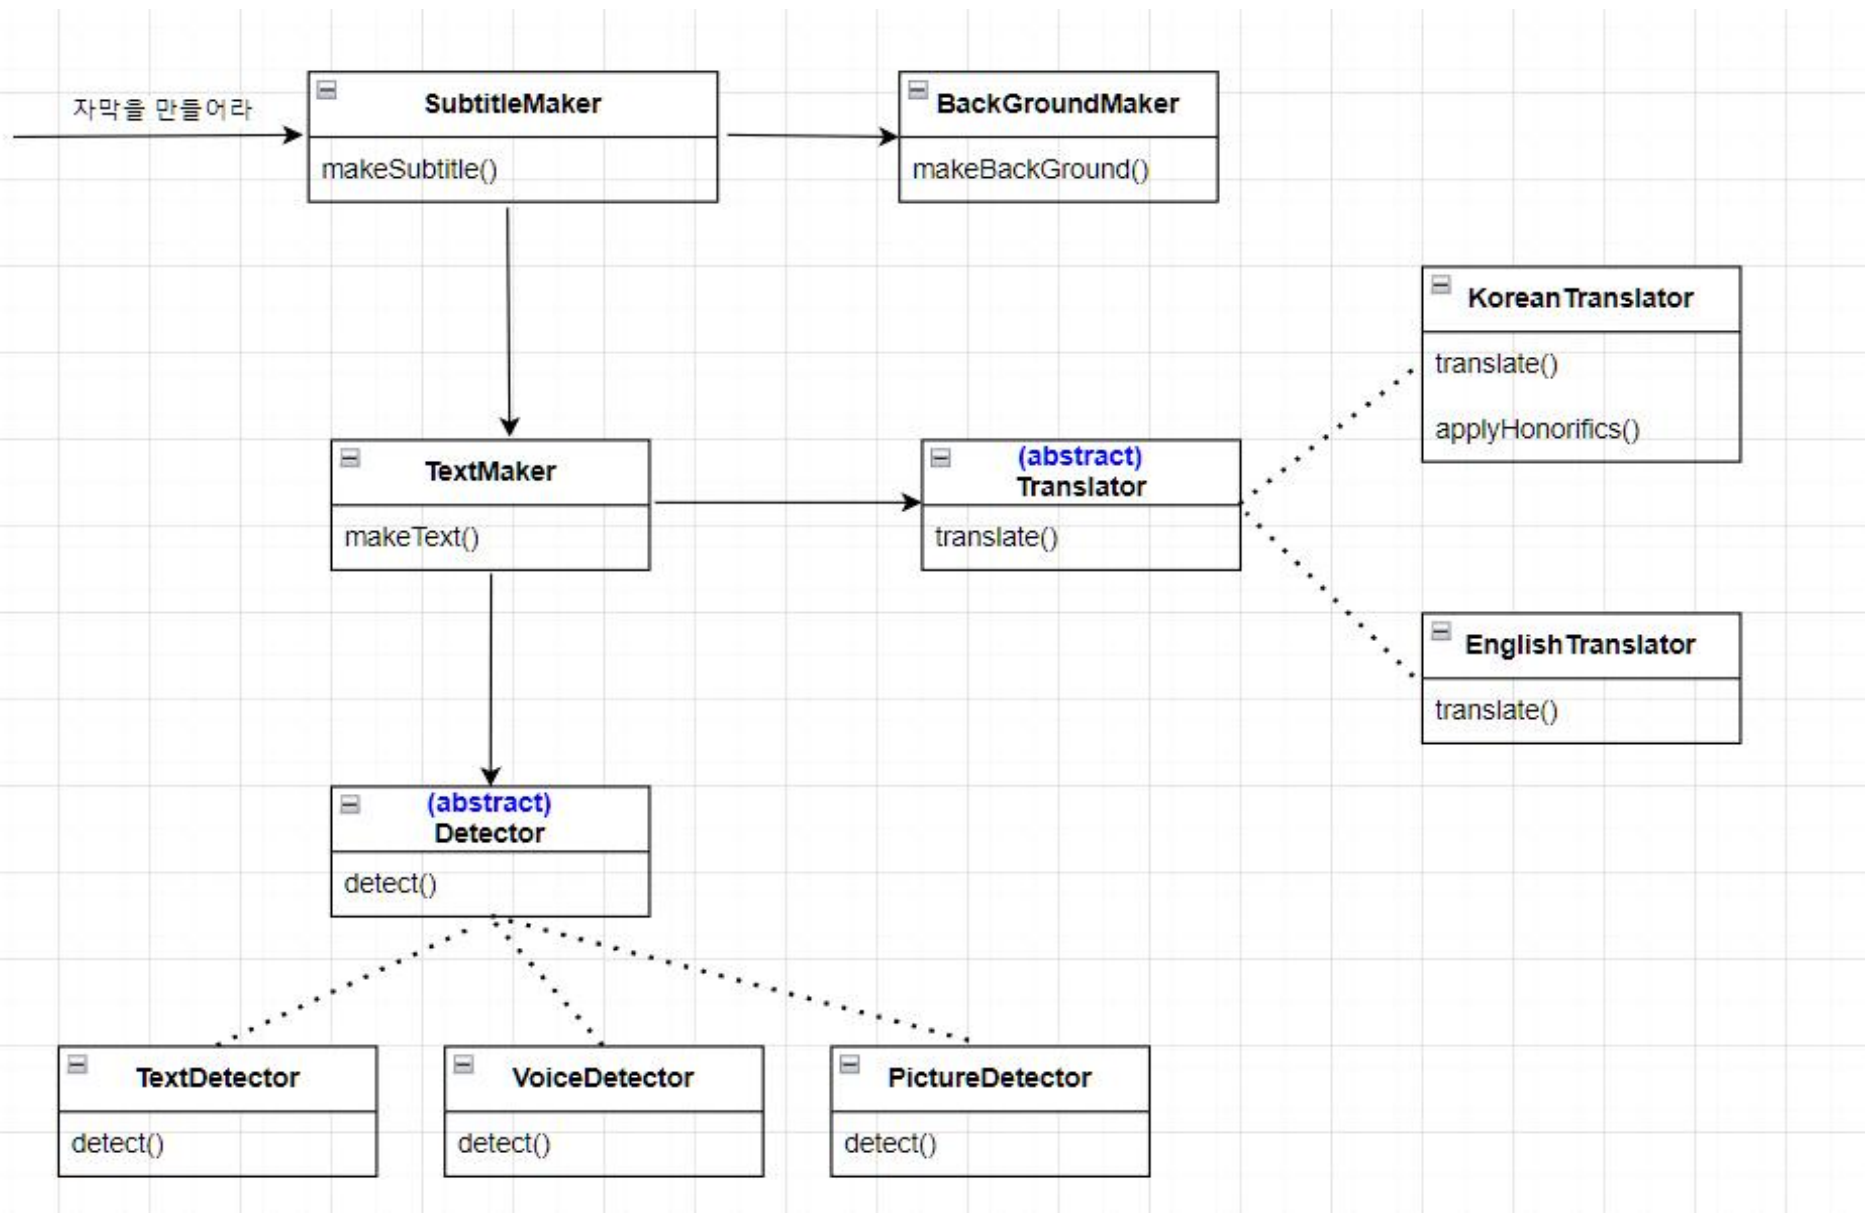 자막을 만들어라
SubtitleMaker
makeSubtitle()
BackGroundMaker
makeBackGround()
KoreanTranslator
translate()
applyHonorifics()
TextMaker
makeText()
(abstract)
Translator
translate()
EnglishTranslator
translate()
(abstract)
Detector
detect()
TextDetector
detect()
VoiceDetector
detect()
PictureDetector
detect()